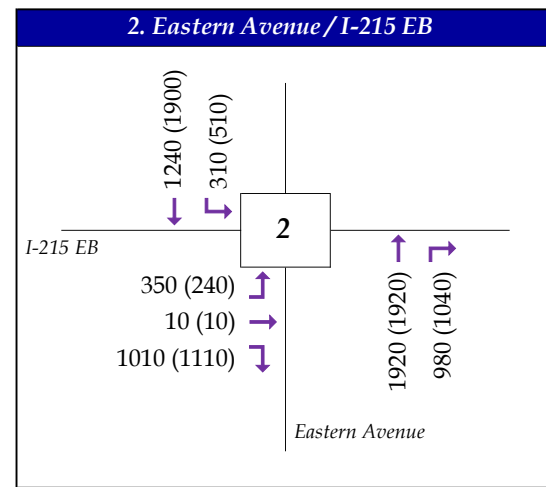 2. Eastern Avenue / I-215 EB
1240 (1900)
310 (510)
2
I-215 EB
350 (240)
10 (10)
1010 (1110)
1920 (1920)
980 (1040)
Eastern Avenue